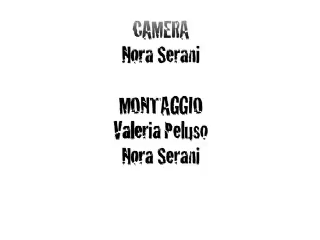 CAMERA
Nora Serani
MONTAGGIO
Valeria Peluso
Nora Serani